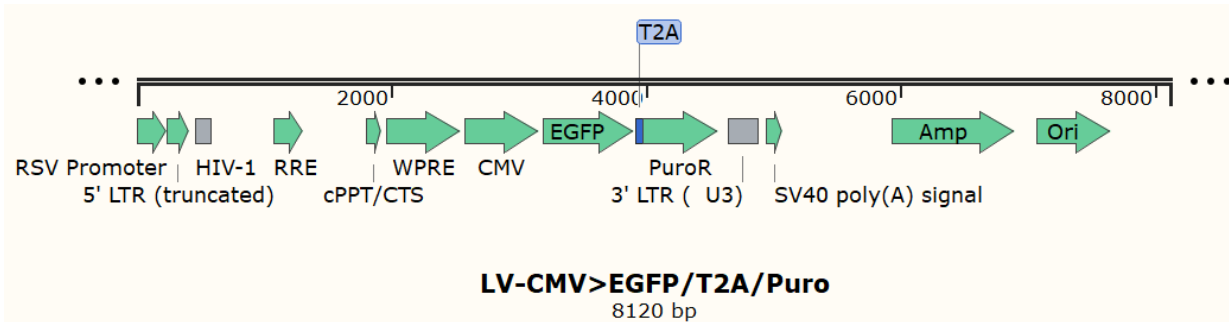 T2A
2000 4000 6000 8000
EGFP Amp Ori
RSV Promoter HIV-1 RRE WPRE CMV PuroR
5' LTR (truncated) cPPT/CTS 3' LTR ( U3) SV40 poly(A) signal
LV-CMV>EGFP/T2A/Puro
8120 bp